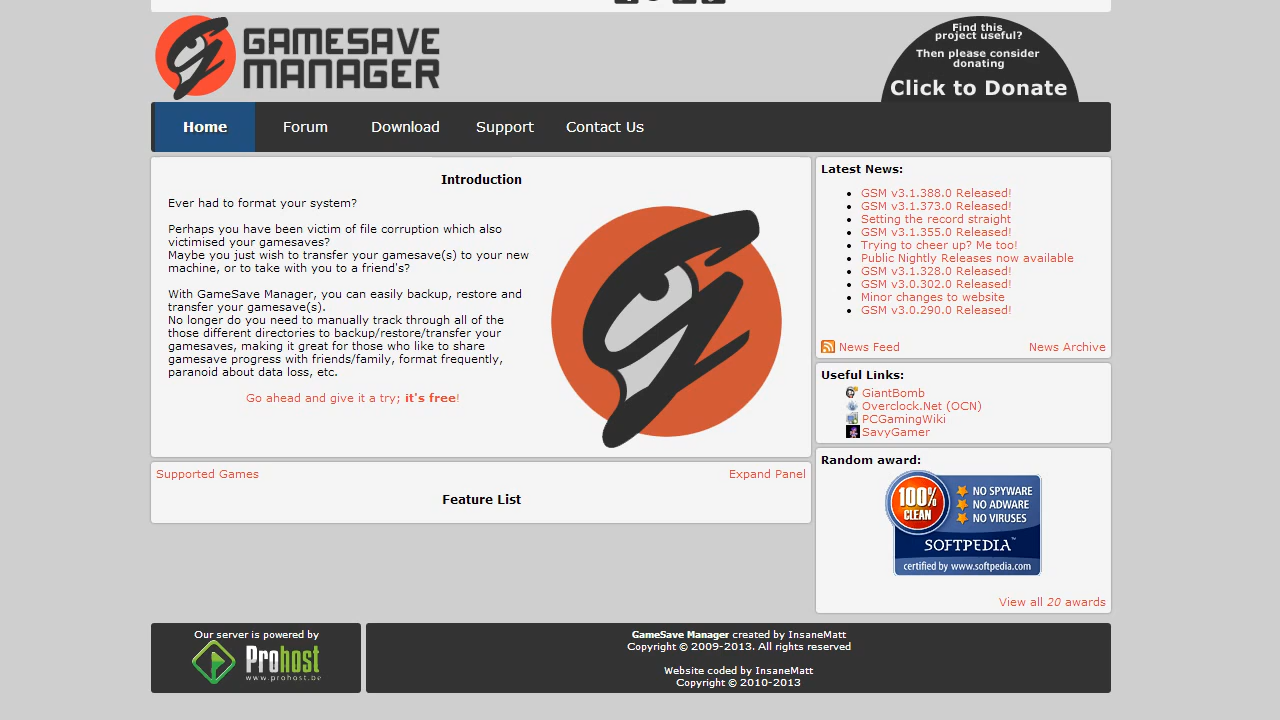 GAMESAVE
MANAGER
Find this
project useful?
Then please consider
donating
Click to Donate
Home
Forum
Download
Support
Contact Us
Introduction
Ever had to format your system?
Perhaps you have been victim of file corruption which also
victimised your gamesaves?
Maybe you just wish to transfer your gamesave(s) to your new
machine, or to take with you to a friend's?
With GameSave Manager, you can easily backup, restore and
transfer your gamesave(s).
No longer do you need to manually track through all of the
those different directories to backup/restore/transfer your
gamesaves, making it great for those who like to share
gamesave progress with friends/family, format frequently,
paranoid about data loss, etc.
Go ahead and give it a try; it's free!
Supported Games
Expand Panel
Feature List
Latest News:
GSM v3.1.388.0 Released!
GSM v3.1.373.0 Released!
Setting the record straight
GSM v3.1.355.0 Released!
Trying to cheer up? Me too!
Public Nightly Releases now available
GSM v3.1.328.0 Released!
GSM v3.0.302.0 Released!
Minor changes to website
GSM v3.0.290.0 Released!
News Feed
News Archive
Useful Links:
GiantBomb
Overclock.Net (OCN)
PCGamingWiki
SavyGamer
Random award:
100%
CLEAN
NO SPYWARE
NO ADWARE
NO VIRUSES
SOFTPEDIA™
certified by www.softpedia.com
View all 20 awards
Our server is powered by
Prohost
www.prohost.be
GameSave Manager created by InsaneMatt
Copyright © 2009-2013. All rights reserved
Website coded by InsaneMatt
Copyright © 2010-2013